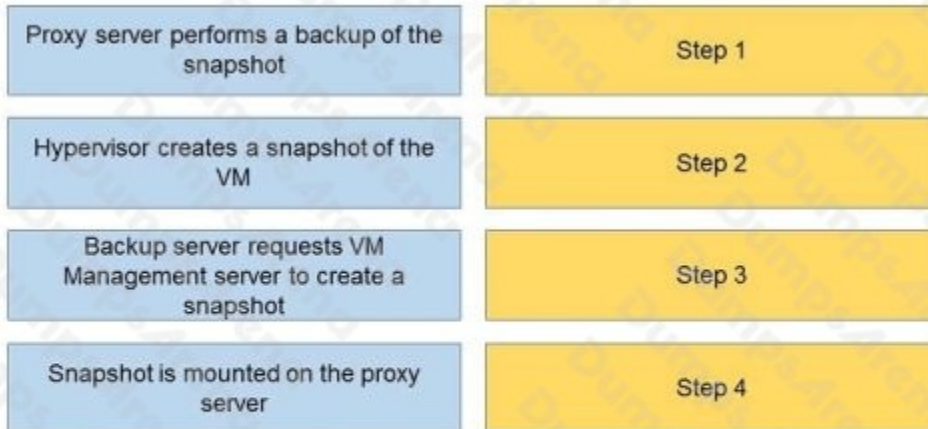 Proxy server performs a backup of the
snapshot
Step 1
Hypervisor creates a snapshot of the
VM
Step 2
Backup server requests VM
Management server to create a
snapshot
Step 3
Snapshot is mounted on the proxy
server
Step 4